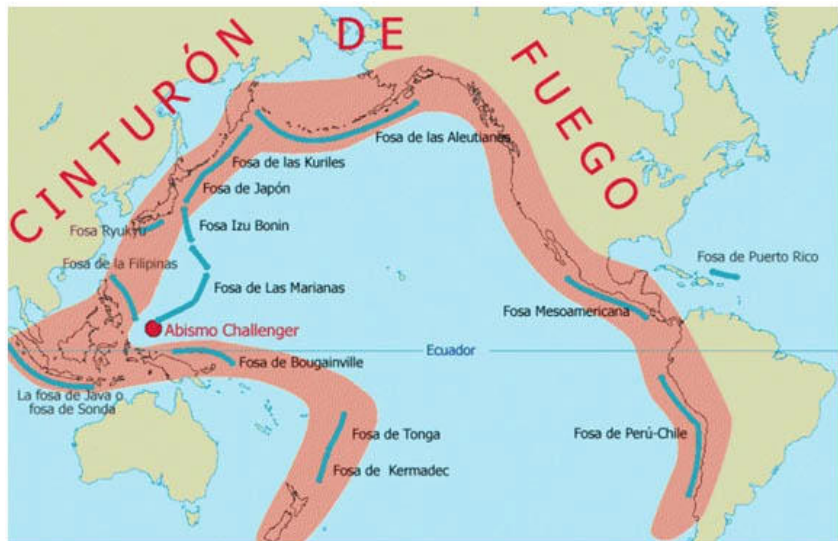 CINTURÓN DE FUEGO
Fosa de las Aleutianas
Fosa de las Kuriles
Fosa de Japón
Fosa Ryukyu
Fosa Izu Bonin
Fosa de Puerto Rico
Fosa de la Filipinas
Fosa de Las Marianas
Fosa Mesoamericana
Abismo Challenger
Ecuador
Fosa de Bougainville
La fosa de Java o
fosa de Sonda
Fosa de Tonga
Fosa de Perú-Chile
Fosa de Kermadec